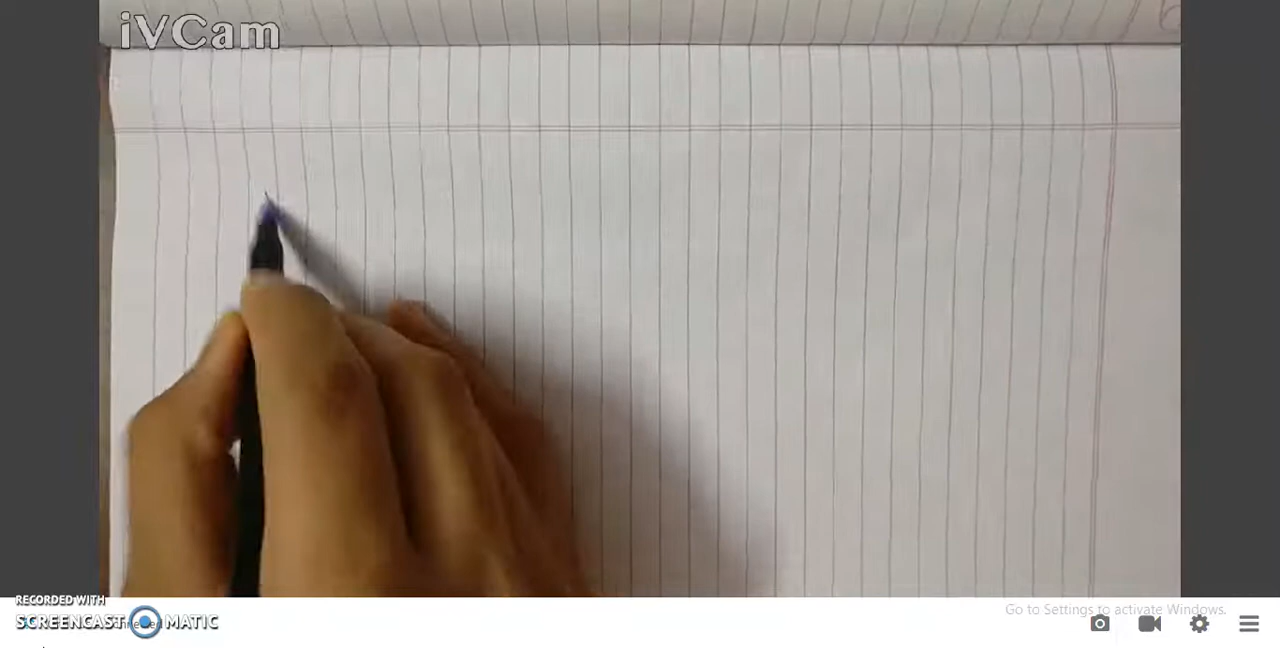 iVCam
RECORDED WITH
SCREENCAST MATIC
Go to Settings to activate Windows.